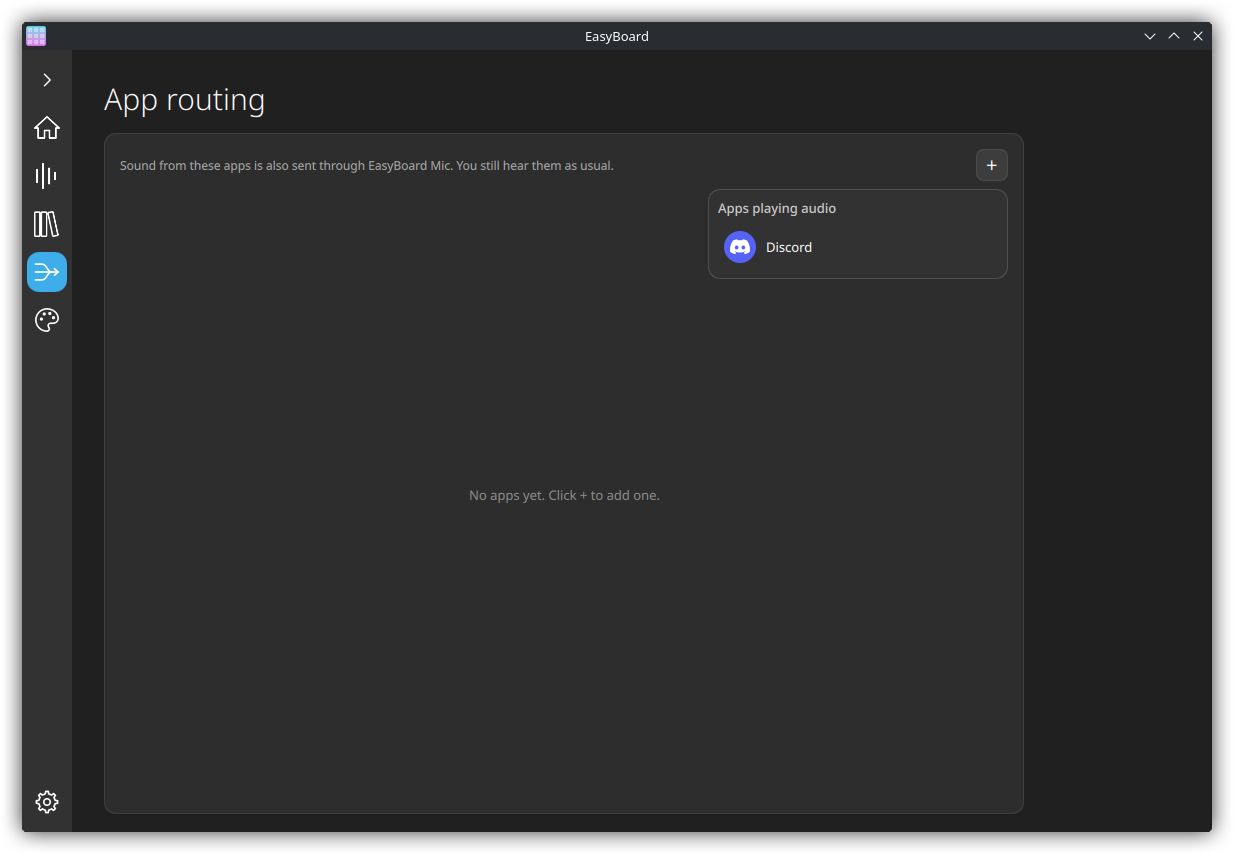 EasyBoard
App routing
Sound from these apps is also sent through EasyBoard Mic. You still hear them as usual.
+
Apps playing audio
Discord
No apps yet. Click + to add one.